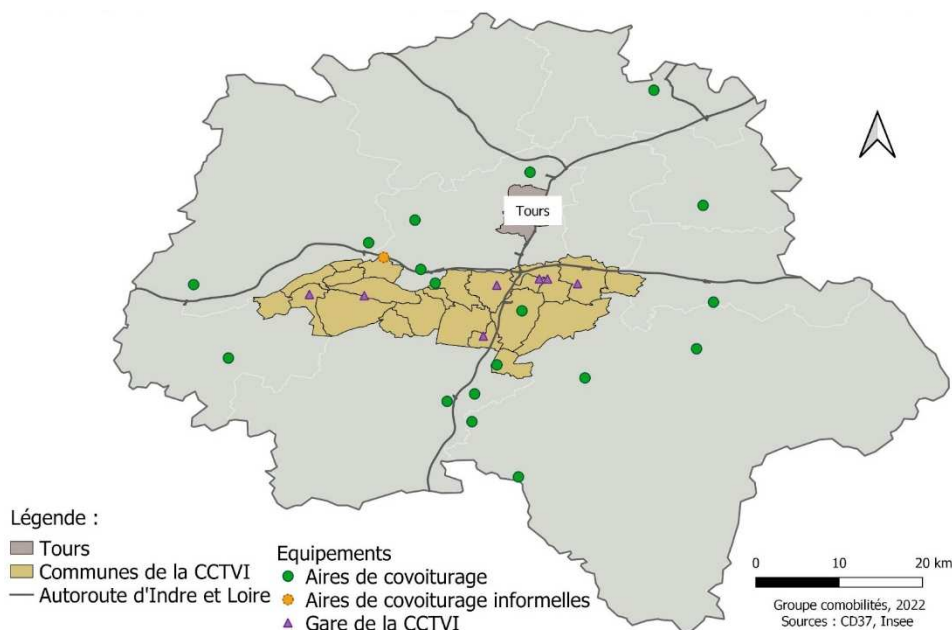 Tours
Légende :
Tours
Communes de la CCTVI
Autoroute d'Indre et Loire
Equipements
Aires de covoiturage
Aires de covoiturage informelles
Gare de la CCTVI
0 10 20 km
Groupe comobilités, 2022
Sources : CD37, Insee